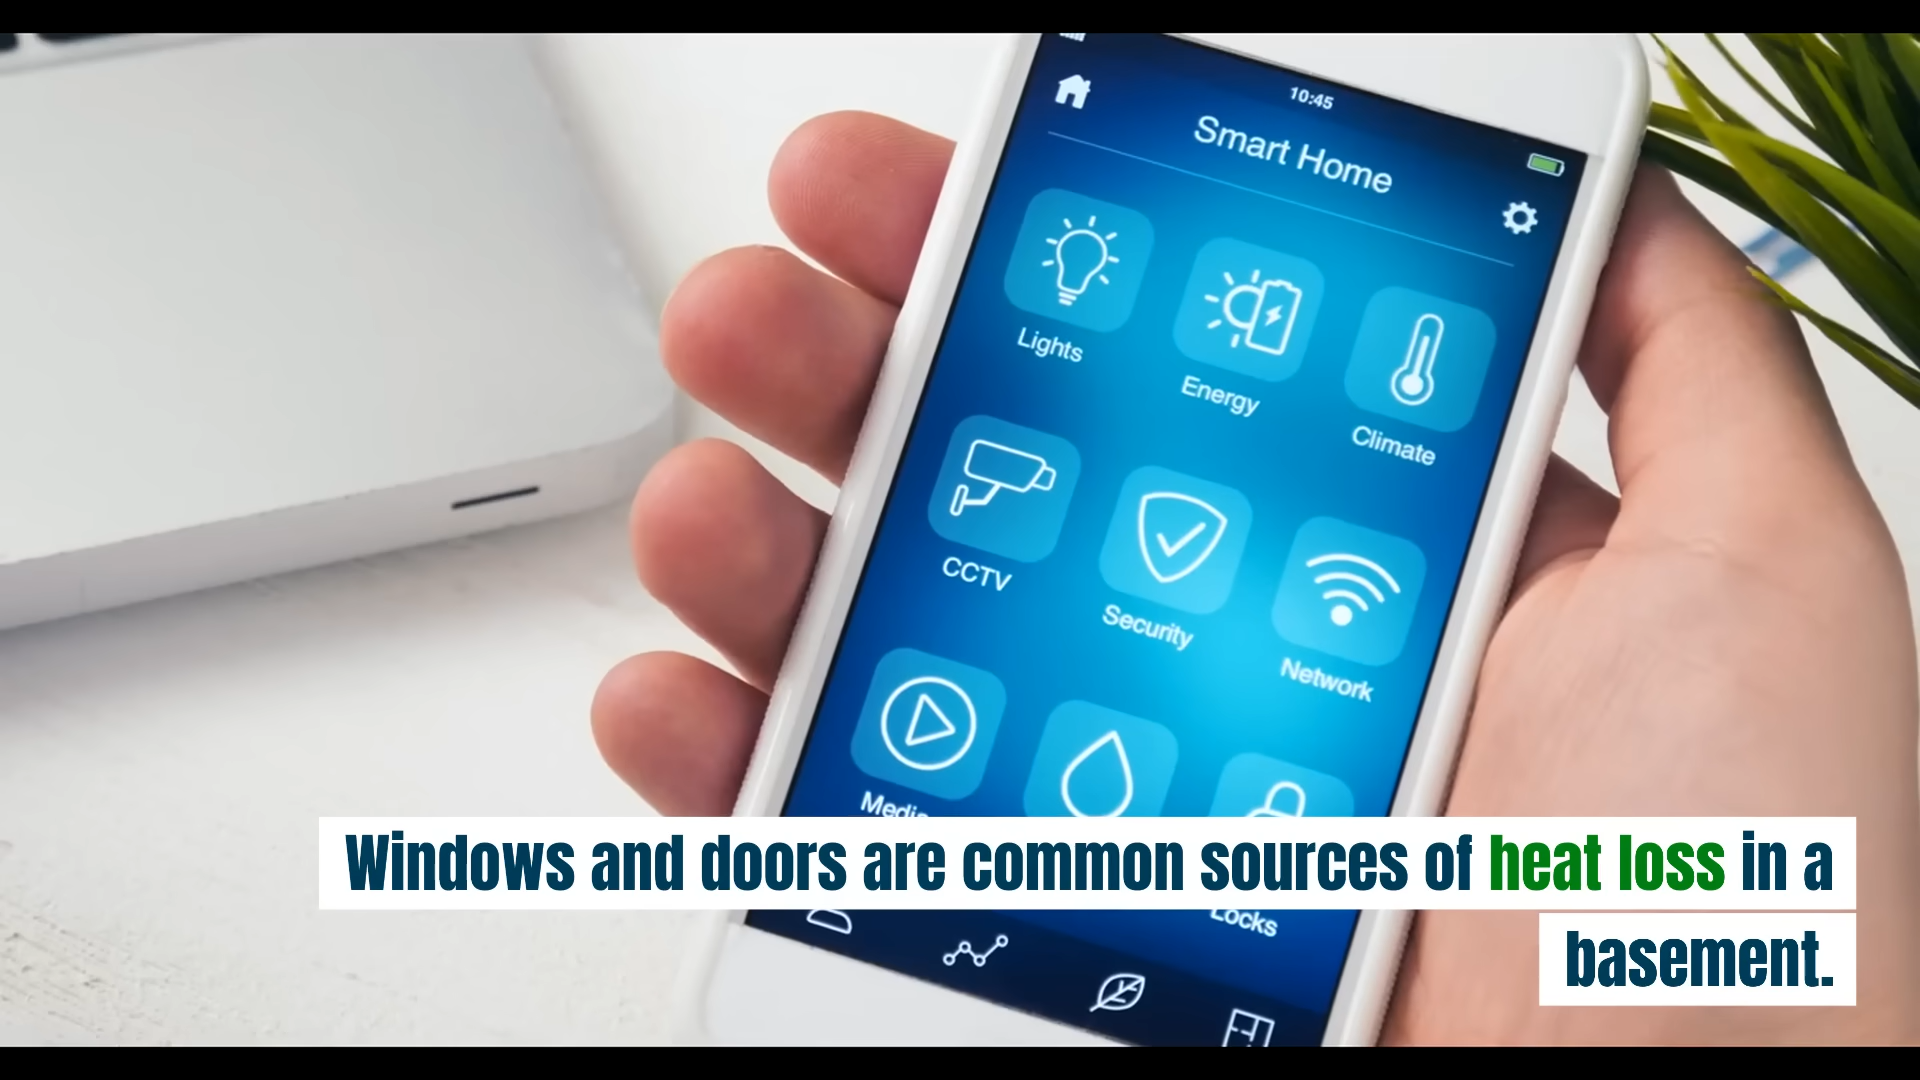 10:45
Smart Home
Lights
Energy
Climate
CCTV
Security
Network
Media
Locks
Windows and doors are common sources of heat loss in a
basement.